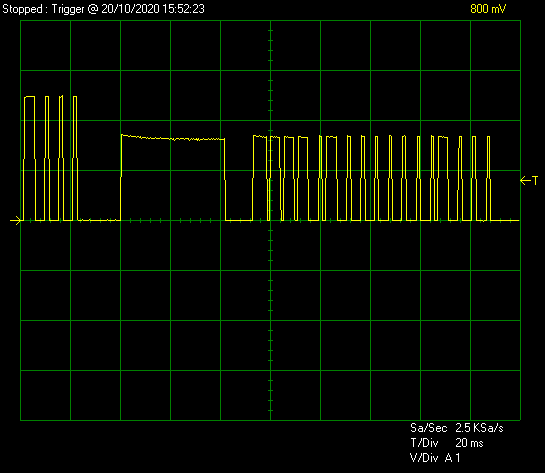 Stopped : Trigger @ 20/10/2020 15:52:23 800 mV
T
Sa/Sec 2.5 KSa/s
T/Div 20 ms
V/Div A 1